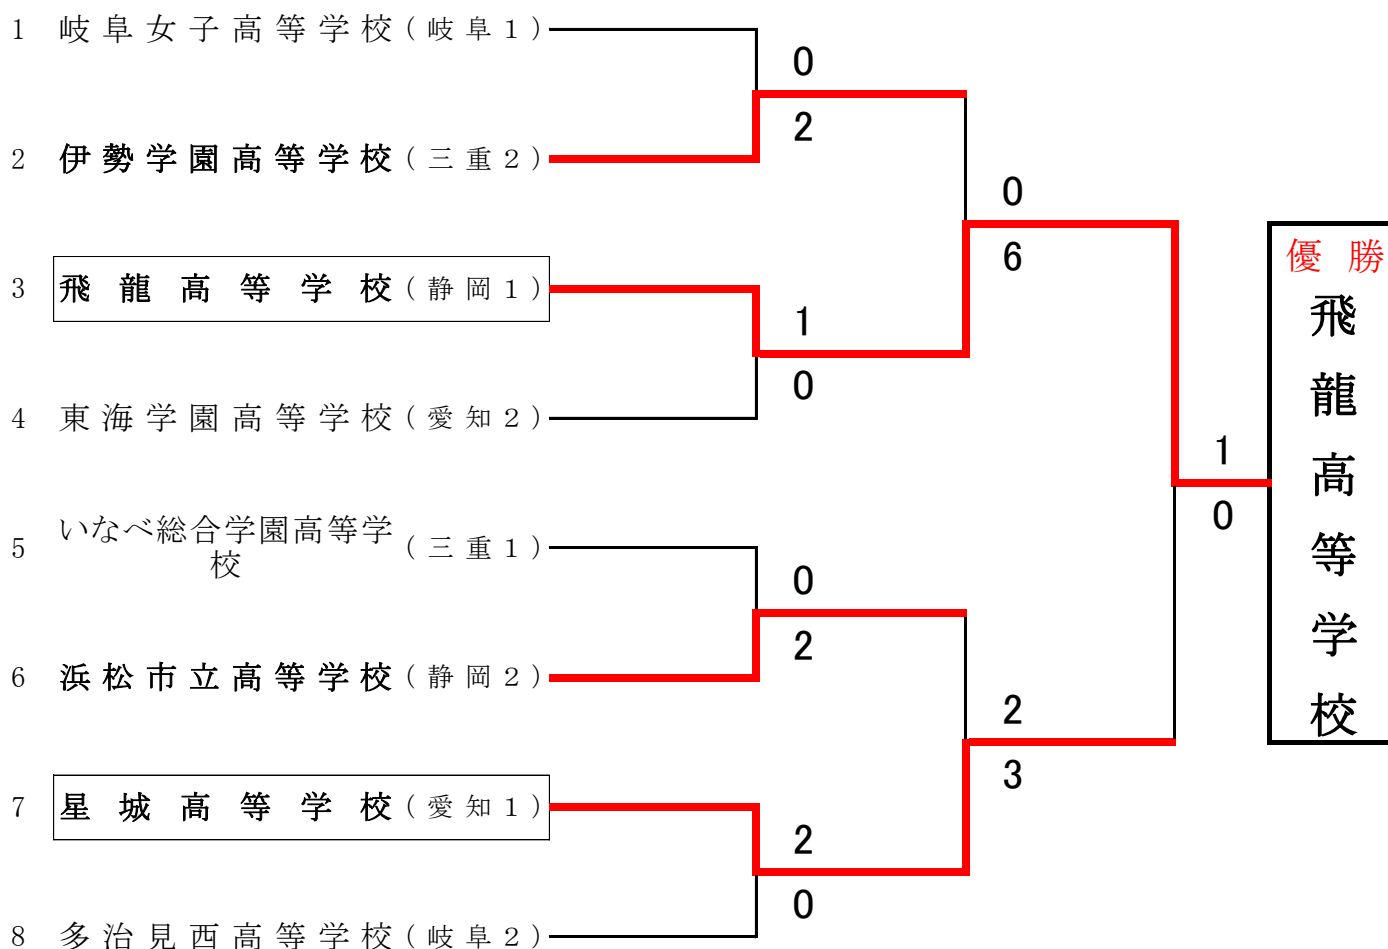 1 岐阜女子高等学校(岐阜1)
0
2
2 伊勢学園高等学校(三重2)
0
6
3 飛龍高等学校(静岡1)
1
0
4 東海学園高等学校(愛知2)
1
0
優勝
飛龍高等学校
5 いなべ総合学園高等学
校 (三重1)
0
2
6 浜松市立高等学校(静岡2)
2
3
7 星城高等学校(愛知1)
2
0
8 多治見西高等学校(岐阜2)